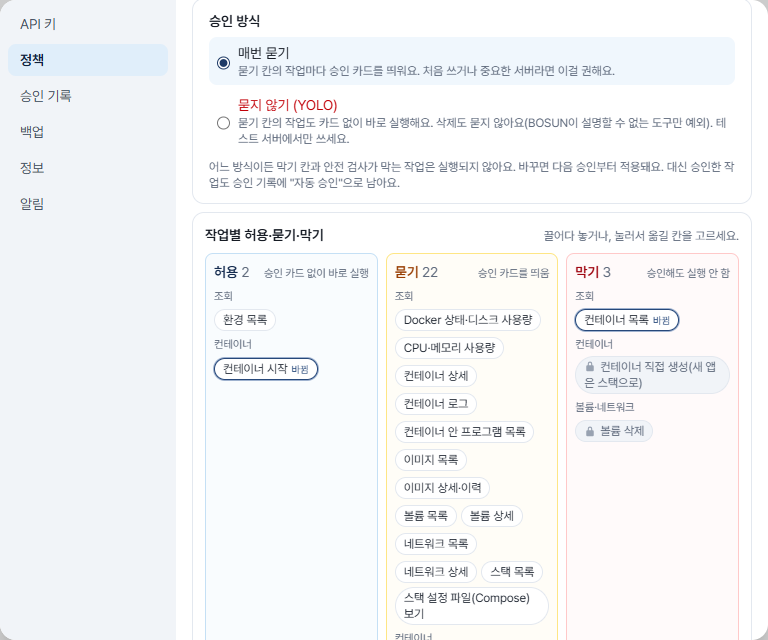 API 키
정책
승인 기록
백업
정보
알림
승인 방식
매번 묻기
묻기 칸의 작업마다 승인 카드를 띄워요. 처음 쓰거나 중요한 서버라면 이걸 권해요.
묻지 않기 (YOLO)
묻기 칸의 작업도 카드 없이 바로 실행해요. 삭제도 묻지 않아요(BOSUN이 설명할 수 없는 도구만 예외). 테
스트 서버에서만 쓰세요.
어느 방식이든 막기 칸과 안전 검사가 막는 작업은 실행되지 않아요. 바꾸면 다음 승인부터 적용돼요. 대신 승인한 작
업도 승인 기록에 "자동 승인"으로 남아요.
작업별 허용·묻기·막기
끌어다 놓거나, 눌러서 옮길 칸을 고르세요.
허용 2 승인 카드 없이 바로 실행
조회
환경 목록
컨테이너
컨테이너 시작 바뀜
묻기 22 승인 카드를 띄움
조회
Docker 상태·디스크 사용량
CPU·메모리 사용량
컨테이너 상세
컨테이너 로그
컨테이너 안 프로그램 목록
이미지 목록
이미지 상세·이력
볼륨 목록 볼륨 상세
네트워크 목록
네트워크 상세 스택 목록
스택 설정 파일(Compose)
보기
컨테이너
막기 3 승인해도 실행 안 함
조회
컨테이너 목록 바뀜
컨테이너
컨테이너 직접 생성(새 앱
은 스택으로)
볼륨·네트워크
볼륨 삭제